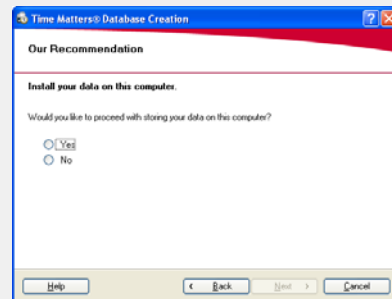 Time Matters® Database Creation
Our Recommendation
Install your data on this computer.
Would you like to proceed with storing your data on this computer?
Yes
No
Help
‹ Back
Next ›
Cancel